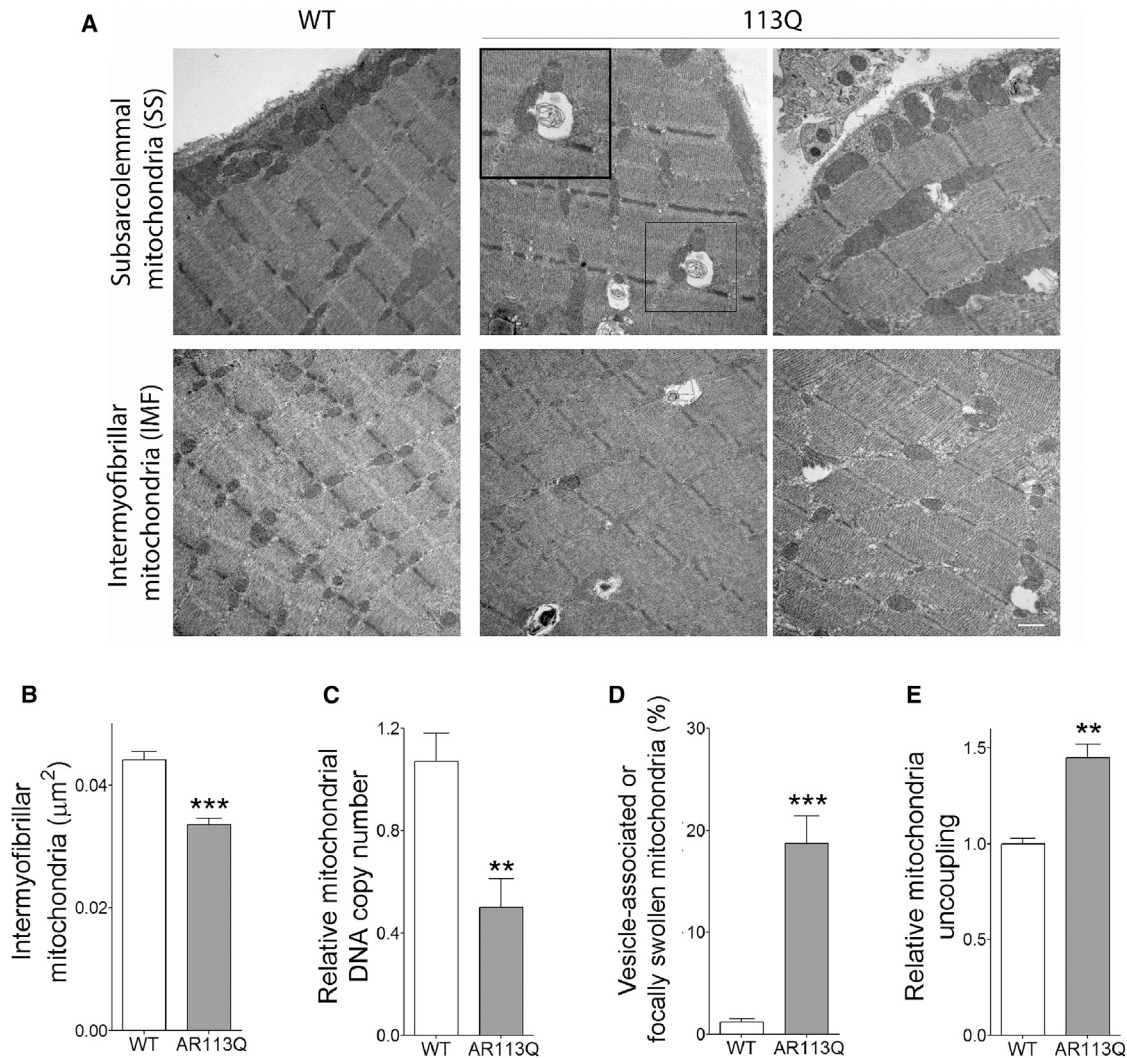 A
WT
113Q
Subsarcolemmal
mitochondria (SS)
Intermyofibrillar
mitochondria (IMF)
B
Intermyofibrillar
mitochondria (μm²)
0.04
0.02
0.00
***
WT
AR113Q
C
Relative mitochondrial
DNA copy number
1.2
0.8
0.4
0.0
**
WT
AR113Q
D
Vesicle-associated or
focally swollen mitochondria (%)
30
20
10
0
***
WT
AR113Q
E
Relative mitochondria
uncoupling
1.5
1.0
0.5
0.0
**
WT
AR113Q